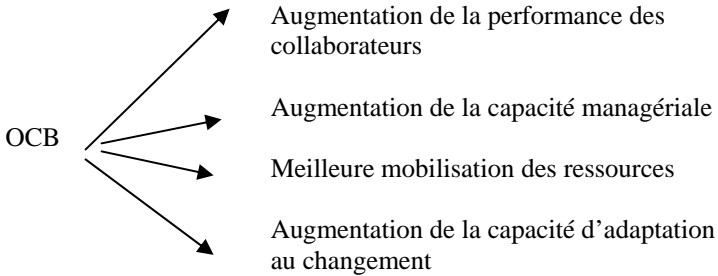 Augmentation de la performance des
collaborateurs
Augmentation de la capacité managériale
OCB
Meilleure mobilisation des ressources
Augmentation de la capacité d'adaptation
au changement